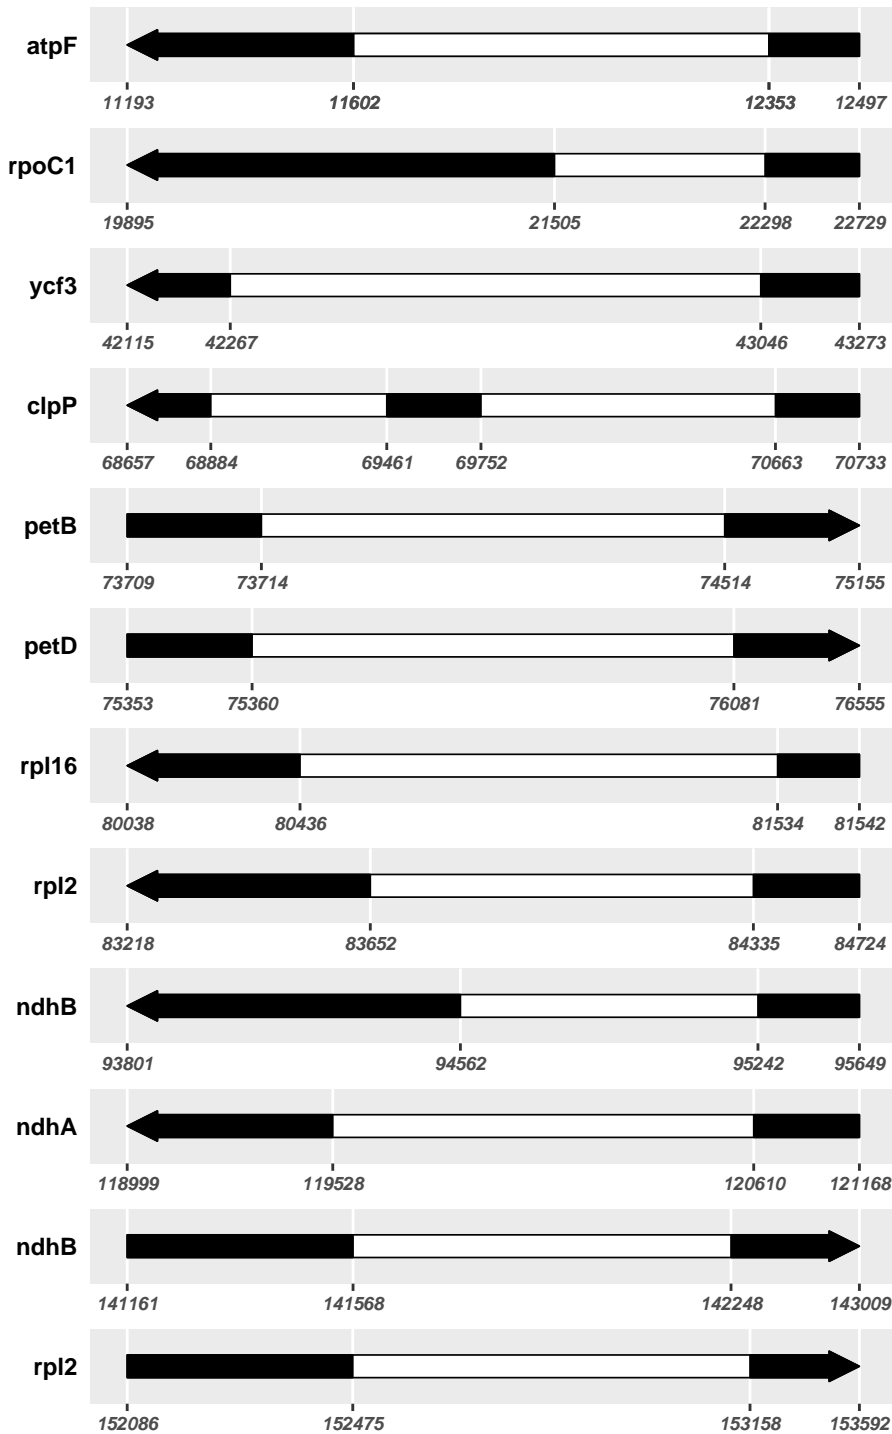 atpF
11193 11602 12353 12497
rpoC1
19895 21505 22298 22729
ycf3
42115 42267 43046 43273
clpP
68657 68884 69461 69752 70663 70733
petB
73709 73714 74514 75155
petD
75353 75360 76081 76555
rpl16
80038 80436 81534 81542
rpl2
83218 83652 84335 84724
ndhB
93801 94562 95242 95649
ndhA
118999 119528 120610 121168
ndhB
141161 141568 142248 143009
rpl2
152086 152475 153158 153592